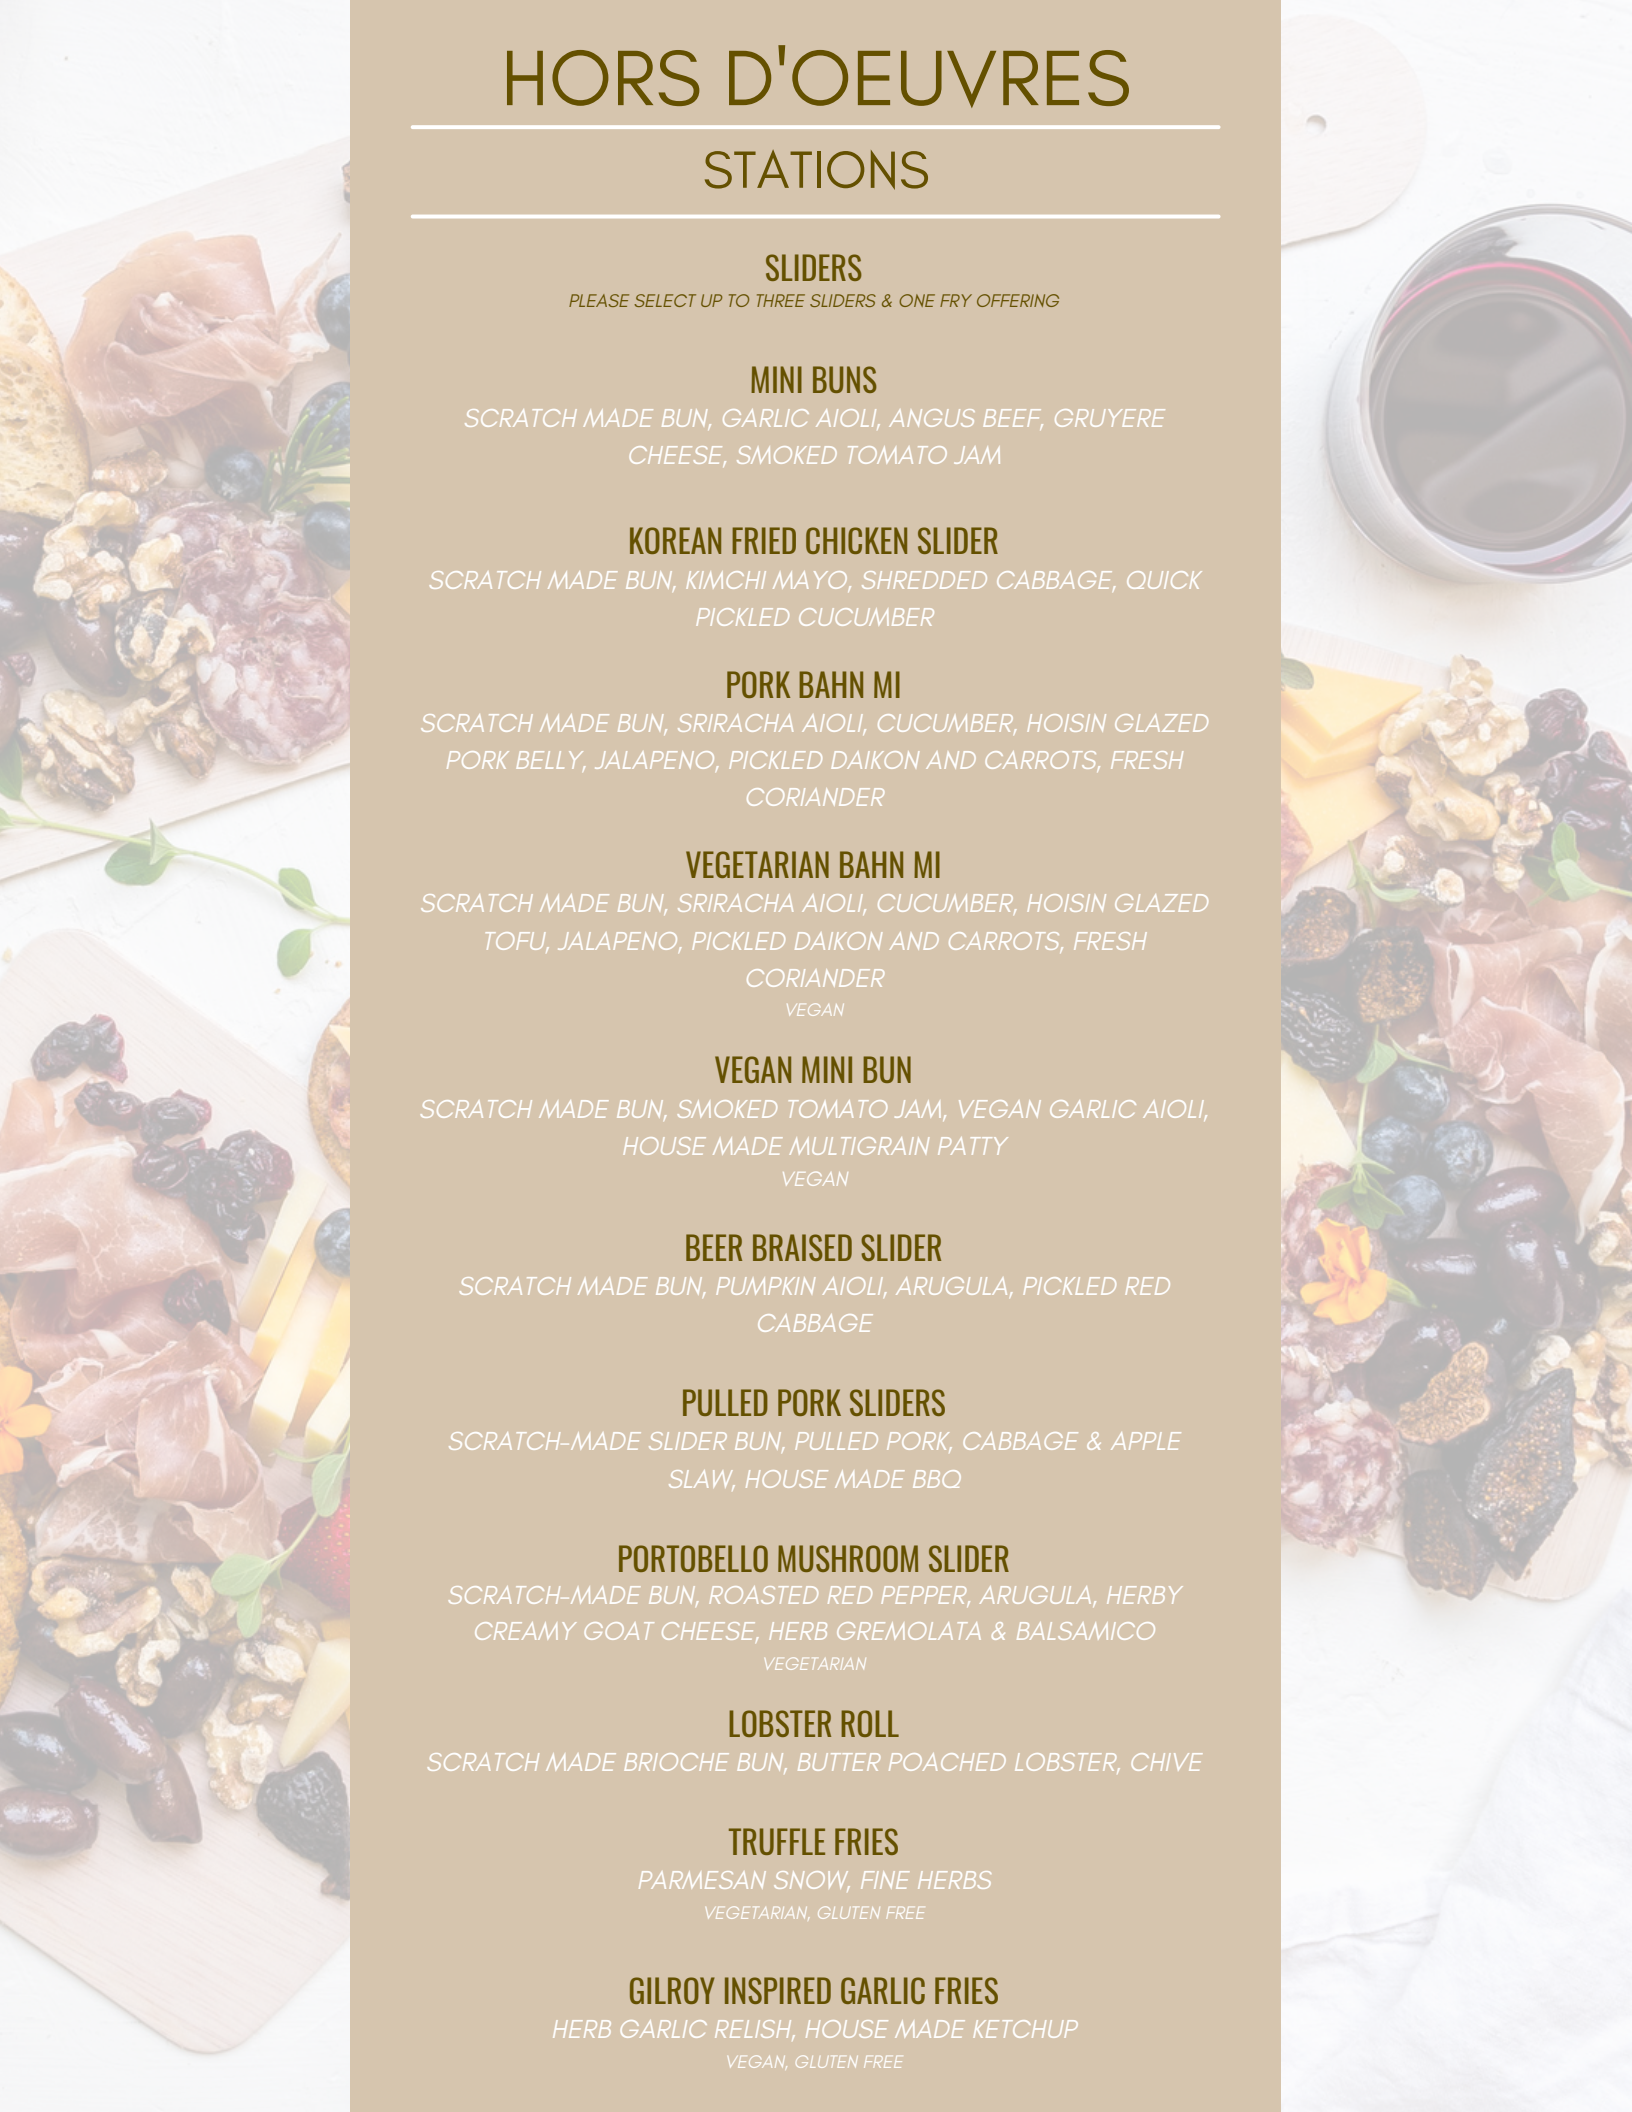 HORS D'OEUVRES
STATIONS
SLIDERS
PLEASE SELECT UP TO THREE SLIDERS & ONE FRY OFFERING
MINI BUNS
SCRATCH MADE BUN, GARLIC AIOLI, ANGUS BEEF, GRUYERE
CHEESE, SMOKED TOMATO JAM
KOREAN FRIED CHICKEN SLIDER
SCRATCH MADE BUN, KIMCHI MAYO, SHREDDED CABBAGE, QUICK
PICKLED CUCUMBER
PORK BAHN MI
SCRATCH MADE BUN, SRIRACHA AIOLI, CUCUMBER, HOISIN GLAZED
PORK BELLY, JALAPENO, PICKLED DAIKON AND CARROTS, FRESH
CORIANDER
VEGETARIAN BAHN MI
SCRATCH MADE BUN, SRIRACHA AIOLI, CUCUMBER, HOISIN GLAZED
TOFU, JALAPENO, PICKLED DAIKON AND CARROTS, FRESH
CORIANDER
VEGAN
VEGAN MINI BUN
SCRATCH MADE BUN, SMOKED TOMATO JAM, VEGAN GARLIC AIOLI,
HOUSE MADE MULTIGRAIN PATTY
VEGAN
BEER BRAISED SLIDER
SCRATCH MADE BUN, PUMPKIN AIOLI, ARUGULA, PICKLED RED
CABBAGE
PULLED PORK SLIDERS
SCRATCH-MADE SLIDER BUN, PULLED PORK, CABBAGE & APPLE
SLAW, HOUSE MADE BBQ
PORTOBELLO MUSHROOM SLIDER
SCRATCH-MADE BUN, ROASTED RED PEPPER, ARUGULA, HERBY
CREAMY GOAT CHEESE, HERB GREMOLATA & BALSAMICO
VEGETARIAN
LOBSTER ROLL
SCRATCH MADE BRIOCHE BUN, BUTTER POACHED LOBSTER, CHIVE
TRUFFLE FRIES
PARMESAN SNOW, FINE HERBS
VEGETARIAN, GLUTEN FREE
GILROY INSPIRED GARLIC FRIES
HERB GARLIC RELISH, HOUSE MADE KETCHUP
VEGAN, GLUTEN FREE